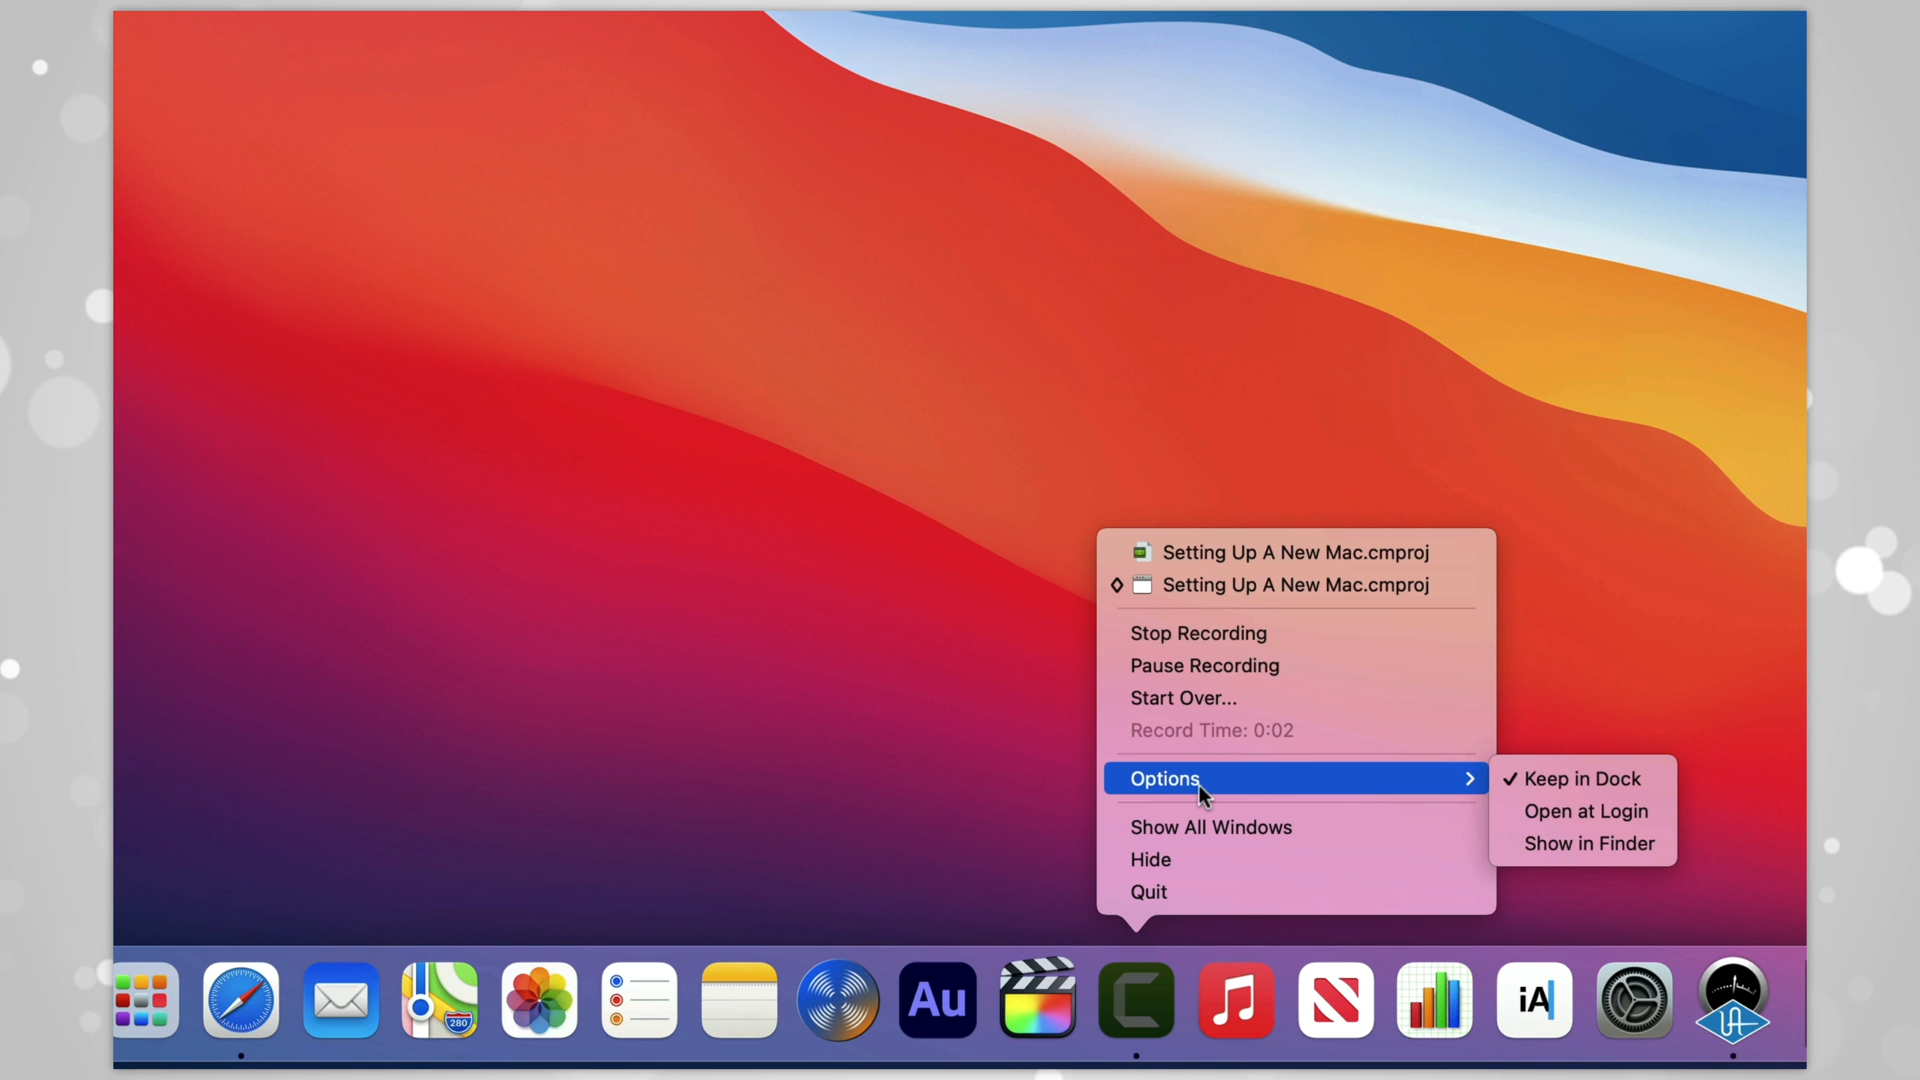 Setting Up A New Mac.cmproj
Setting Up A New Mac.cmproj
Stop Recording
Pause Recording
Start Over...
Record Time: 0:02
Options
Keep in Dock
Open at Login
Show in Finder
Show All Windows
Hide
Quit
280
Au
iA